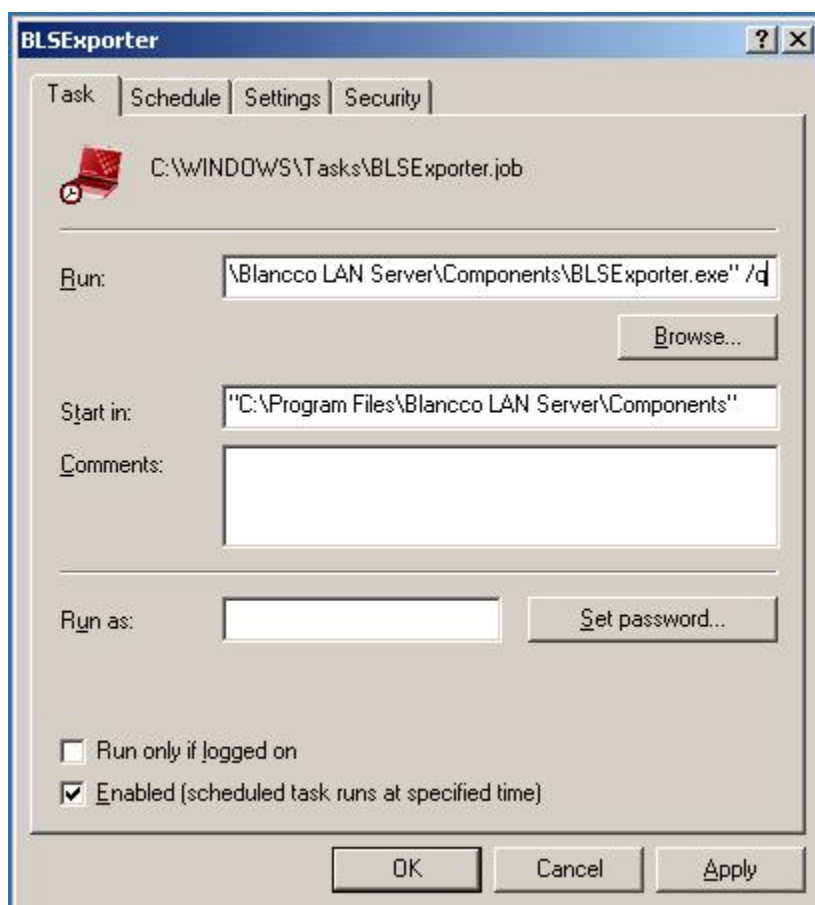 BLSExporter
Task Schedule Settings Security
C:\WINDOWS\Tasks\BLSExporter.job
Run: \Blancco LAN Server\Components\BLSExporter.exe" /q
Browse...
Start in: "C:\Program Files\Blancco LAN Server\Components"
Comments:
Run as: Set password...
Run only if logged on
Enabled (scheduled task runs at specified time)
OK Cancel Apply